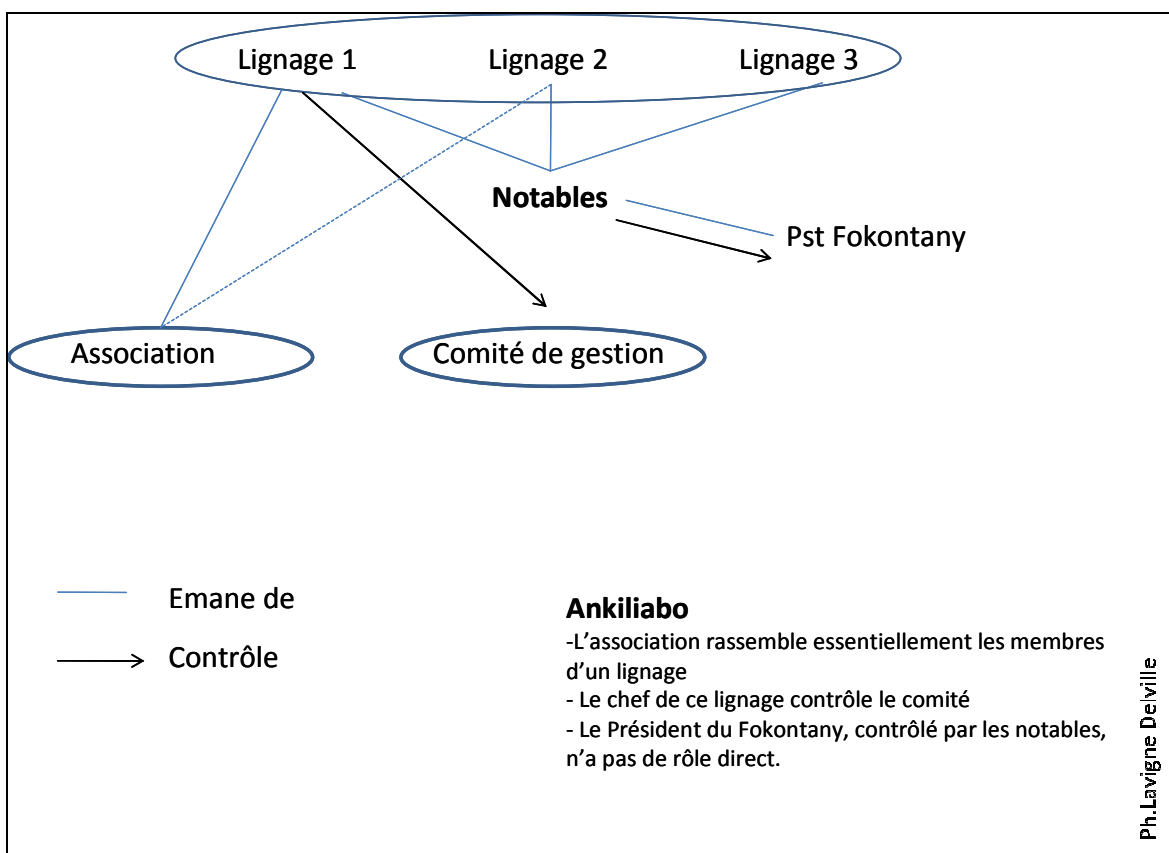 Lignage 1
Lignage 2
Lignage 3
Notables
Pst Fokontany
Association
Comité de gestion
Emane de
Contrôle
Ankiliabo
-L’association rassemble essentiellement les membres
d’un lignage
- Le chef de ce lignage contrôle le comité
- Le Président du Fokontany, contrôlé par les notables,
n’a pas de rôle direct.
Ph.Lavigne Delville